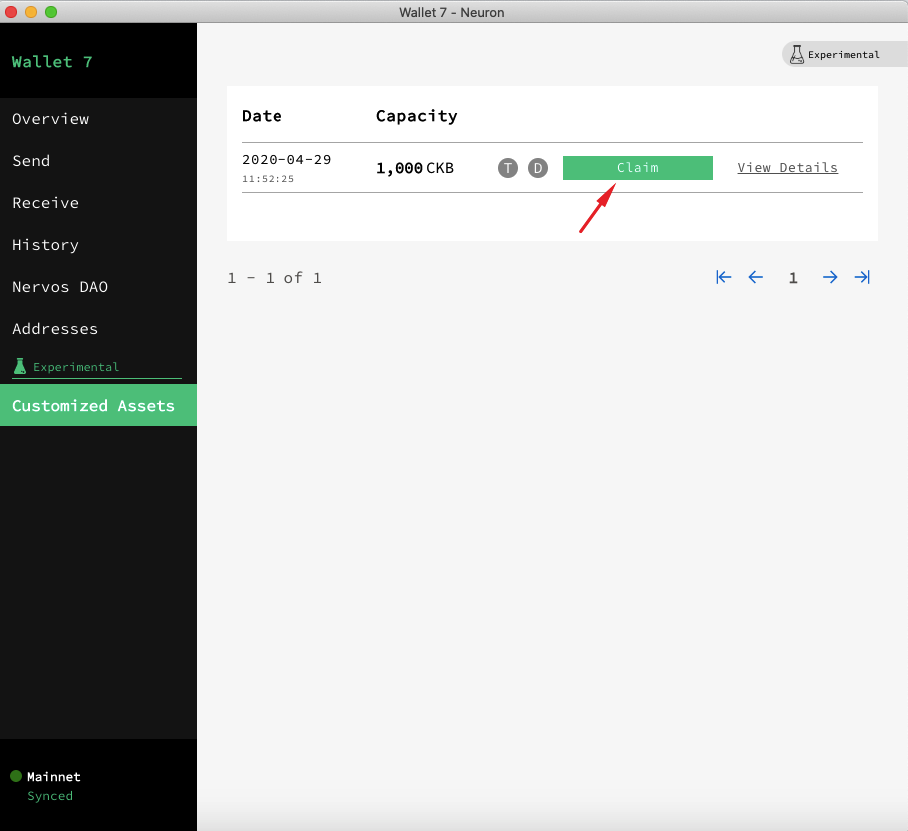 Wallet 7 - Neuron
Wallet 7
Overview
Send
Receive
History
Nervos DAO
Addresses
Experimental
Customized Assets
Mainnet
Synced
Experimental
Date Capacity
2020-04-29
11:52:25
1,000 CKB T D Claim View Details
1 - 1 of 1
1